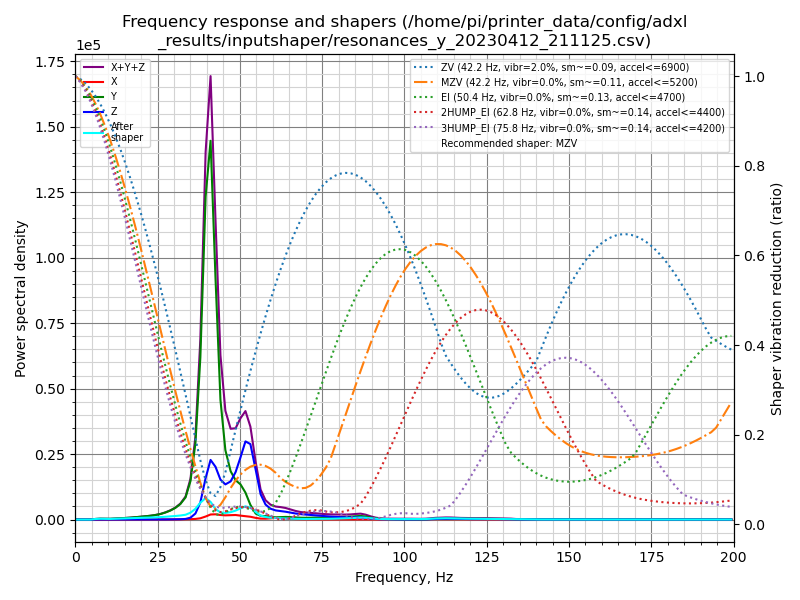 Frequency response and shapers (/home/pi/printer_data/config/adxl
_results/inputshaper/resonances_y_20230412_211125.csv)
1e5
X+Y+Z
X
Y
Z
After
shaper
ZV (42.2 Hz, vibr=2.0%, sm~=0.09, accel<=6900)
MZV (42.2 Hz, vibr=0.0%, sm~=0.11, accel<=5200)
EI (50.4 Hz, vibr=0.0%, sm~=0.13, accel<=4700)
2HUMP_EI (62.8 Hz, vibr=0.0%, sm~=0.14, accel<=4400)
3HUMP_EI (75.8 Hz, vibr=0.0%, sm~=0.14, accel<=4200)
Recommended shaper: MZV
Power spectral density
1.75
1.50
1.25
1.00
0.75
0.50
0.25
0.00
1.0
0.8
0.6
0.4
0.2
0.0
Shaper vibration reduction (ratio)
0 25 50 75 100 125 150 175 200
Frequency, Hz